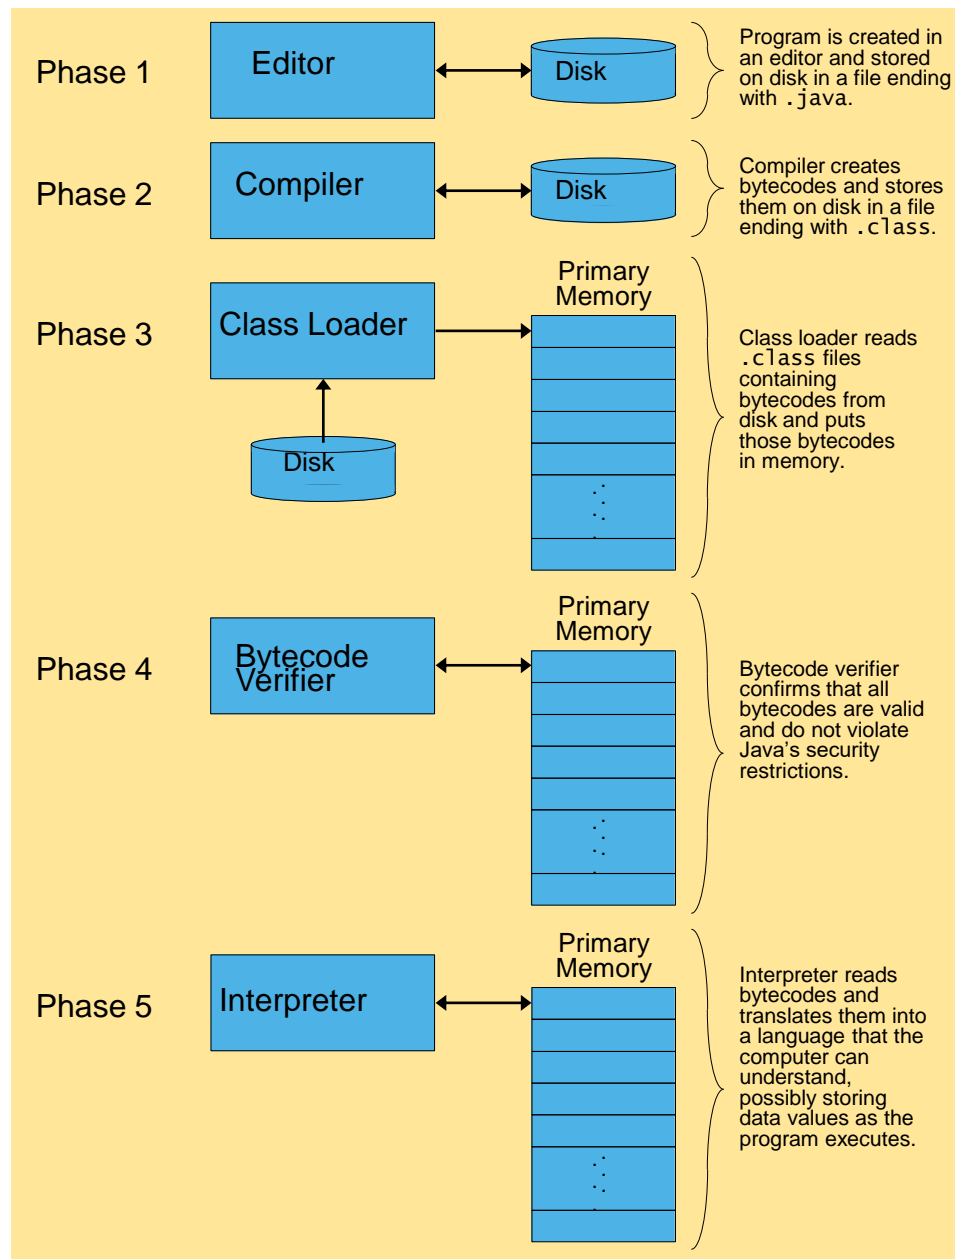 Phase 1
Editor
Disk
Program is created in
an editor and stored
on disk in a file ending
with .java.
Phase 2
Compiler
Disk
Compiler creates
bytecodes and stores
them on disk in a file
ending with .class.
Phase 3
Class Loader
Disk
Primary
Memory
Class loader reads
.class files
containing
bytecodes from
disk and puts
those bytecodes
in memory.
Phase 4
Bytecode
Verifier
Primary
Memory
Bytecode verifier
confirms that all
bytecodes are valid
and do not violate
Java’s security
restrictions.
Phase 5
Interpreter
Primary
Memory
Interpreter reads
bytecodes and
translates them into
a language that the
computer can
understand,
possibly storing
data values as the
program executes.